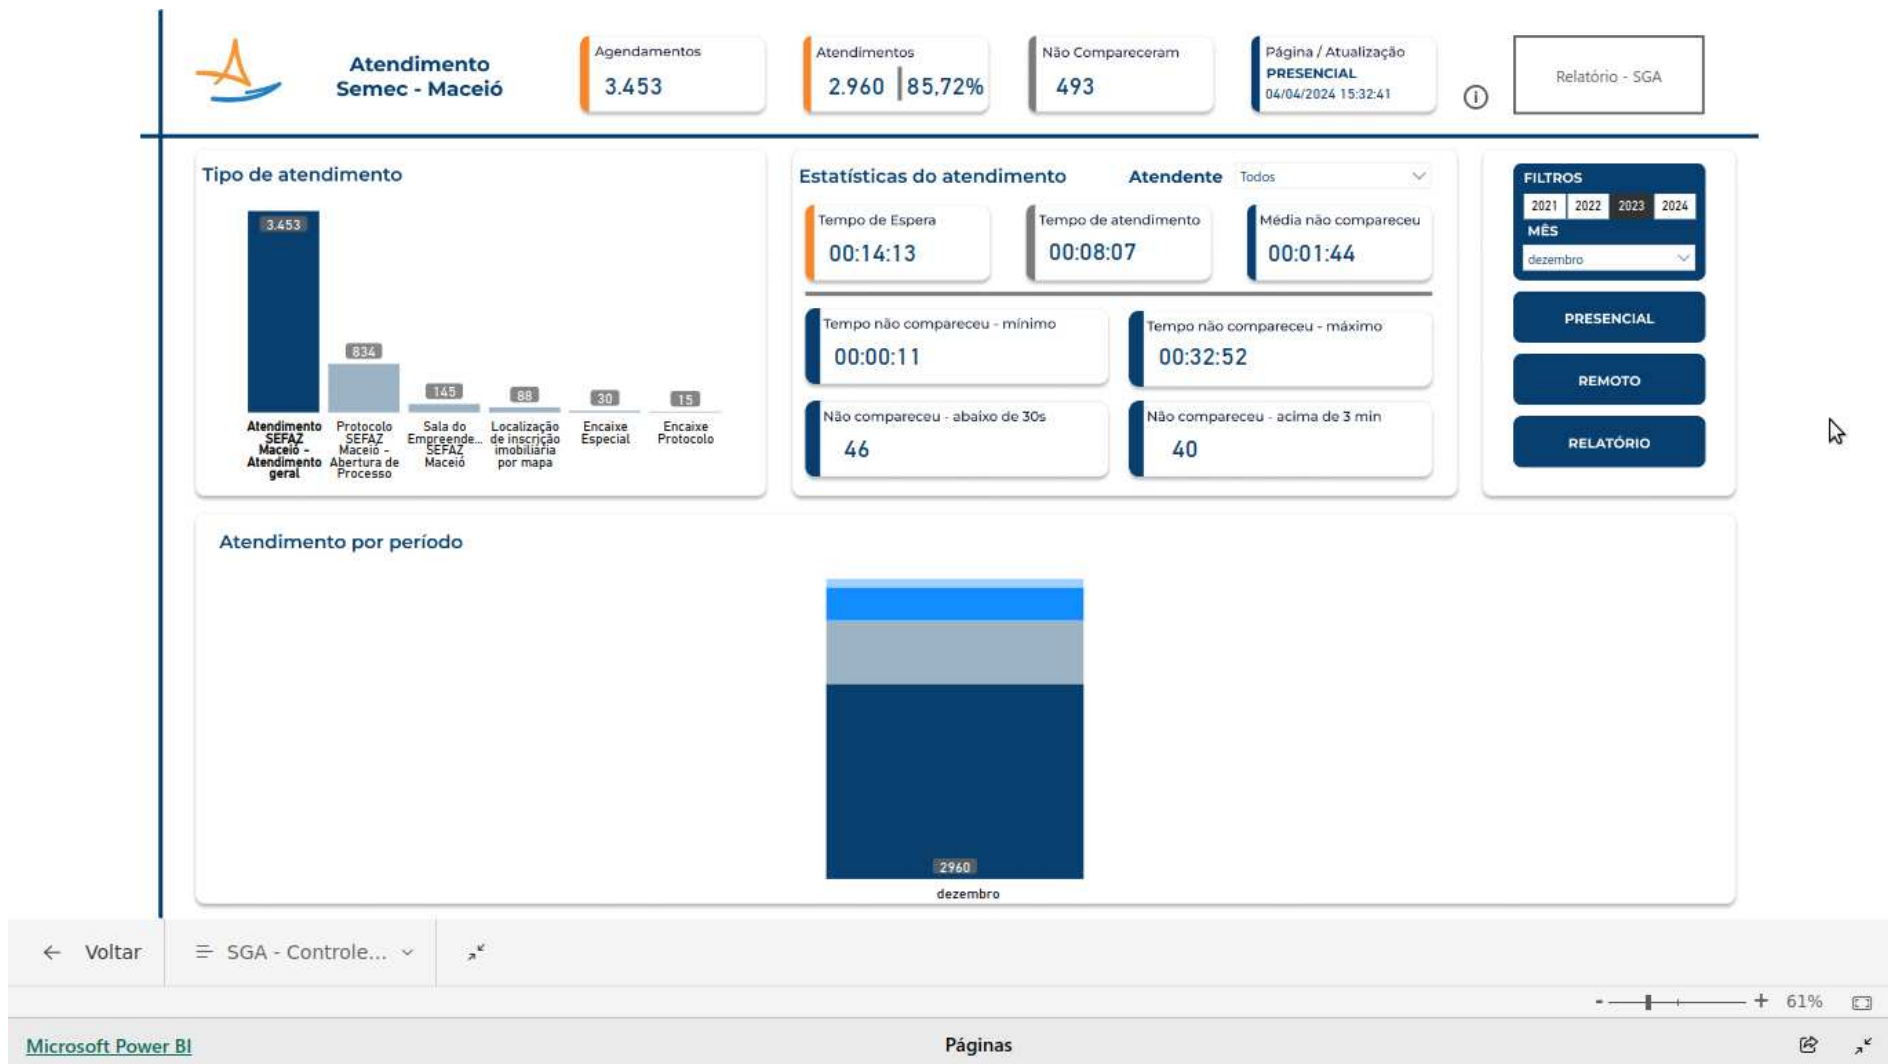 Atendimento
Semec - Maceió
Agendamentos
3.453
Atendimentos
2.960 85,72%
Não Compareceram
493
Página / Atualização
PRESENCIAL
04/04/2024 15:32:41
Relatório - SGA
Tipo de atendimento
3.453
834
145
88
30
15
Atendimento
SEFAZ
Maceió -
Atendimento
geral
Protocolo
SEFAZ
Maceió -
Abertura de
Processo
Sala do
Empreende...
SEFAZ
Maceió
Localização
de inscrição
imobiliária
por mapa
Encaixe
Especial
Encaixe
Protocolo
Estatísticas do atendimento
Atendente Todos
Tempo de Espera
00:14:13
Tempo de atendimento
00:08:07
Média não compareceu
00:01:44
Tempo não compareceu - mínimo
00:00:11
Tempo não compareceu - máximo
00:32:52
Não compareceu - abaixo de 30s
46
Não compareceu - acima de 3 min
40
FILTROS
2021 2022 2023 2024
MÊS
dezembro
PRESENCIAL
REMOTO
RELATÓRIO
Atendimento por período
2960
dezembro
Voltar
SGA - Controle...
- + 61%
Microsoft Power BI
Páginas